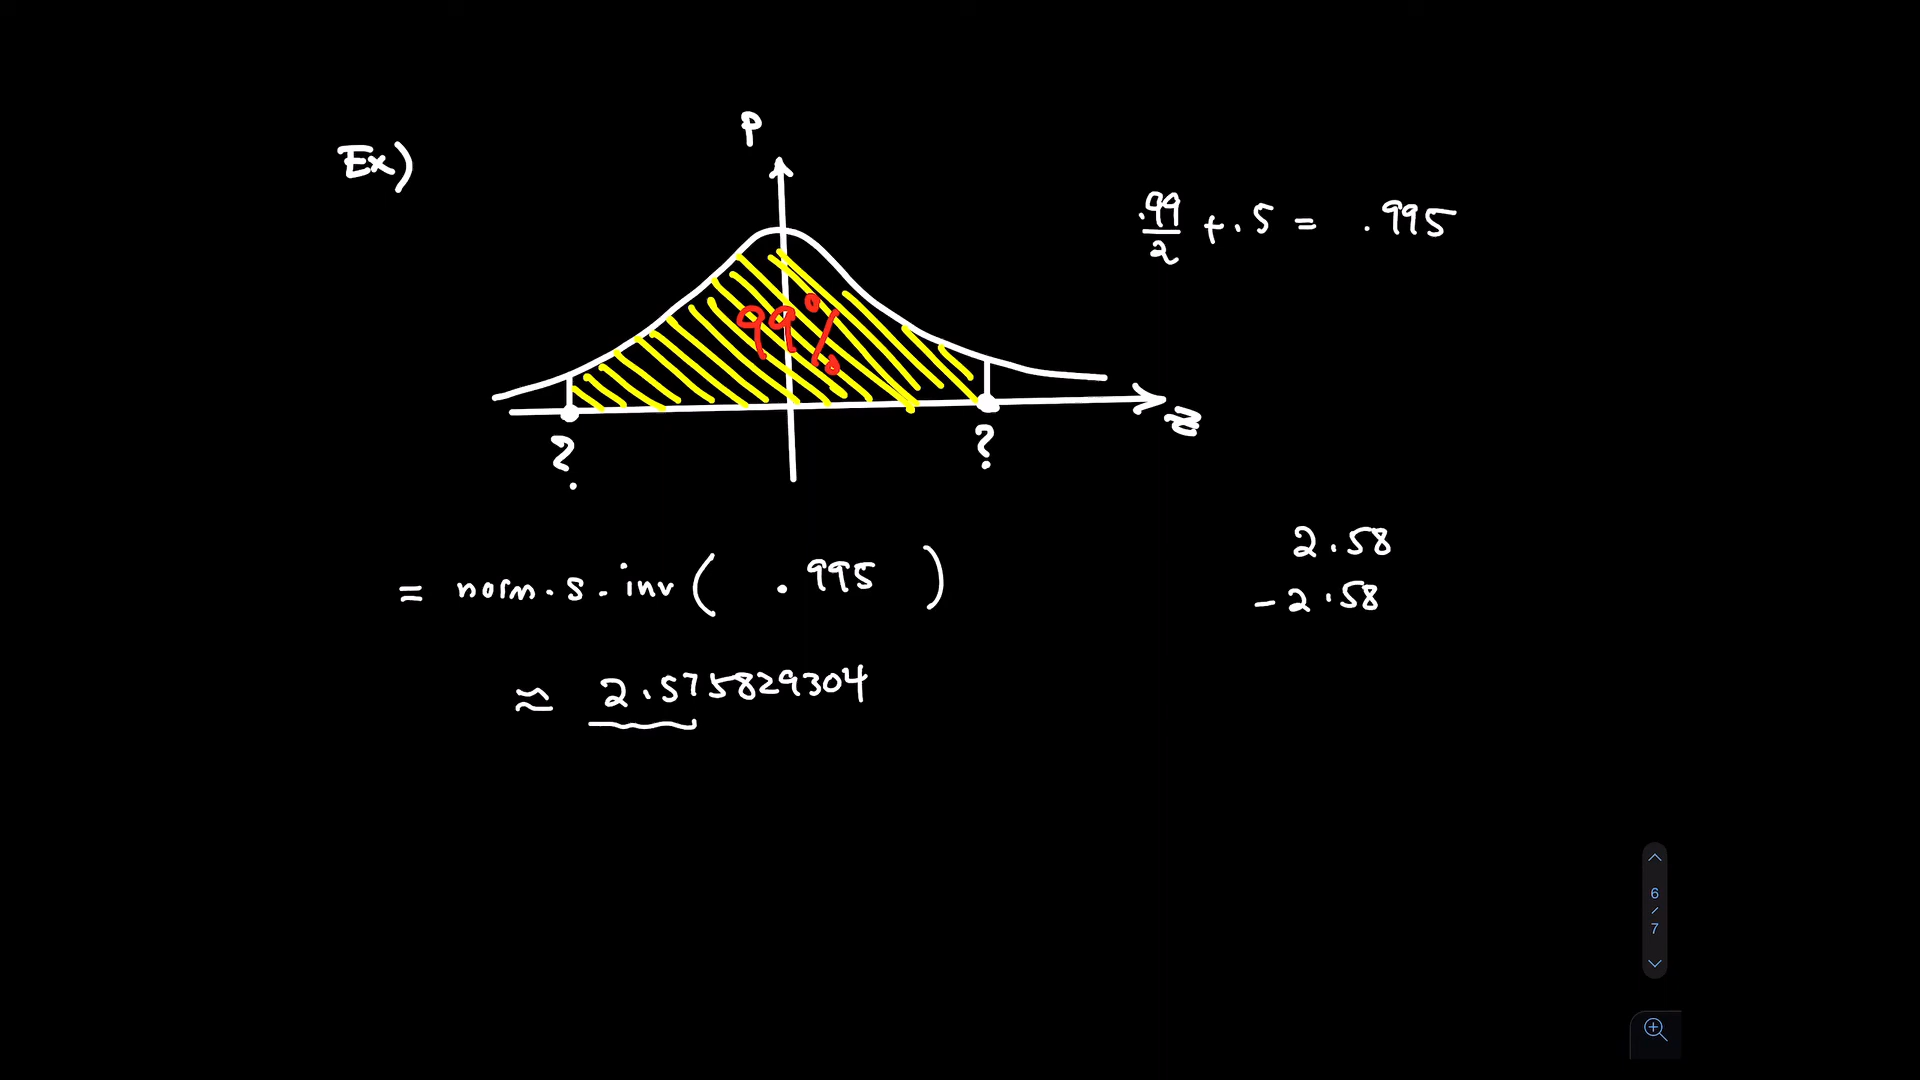 P
Ex)
.99/2 + .5 = .995
99%
z
? ?
2.58
= norm.s.inv( .995 )
-2.58
≈ 2.575829304
6
/
7